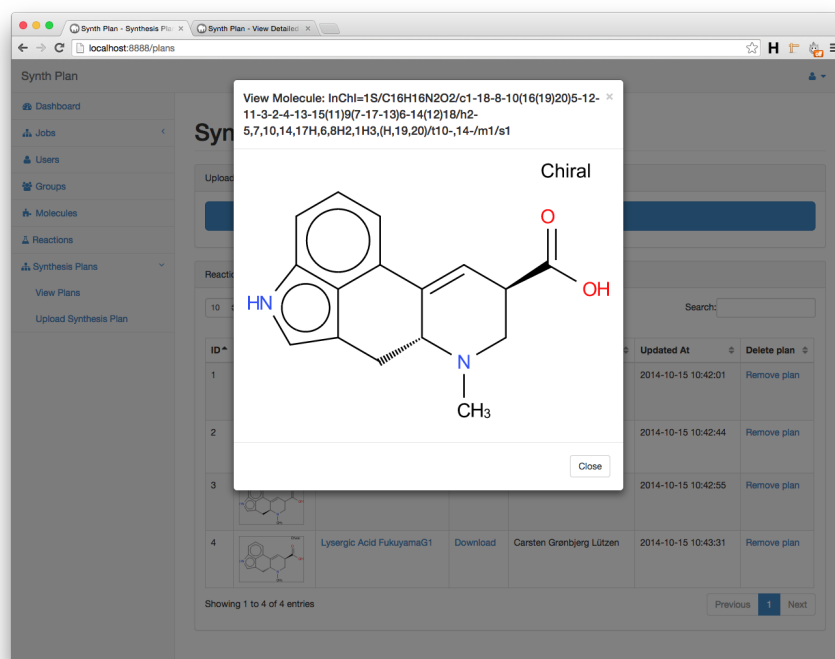 Synth Plan - Synthesis Pla
Synth Plan - View Detailed
localhost:8888/plans
Synth Plan
Dashboard
Jobs
Users
Groups
Molecules
Reactions
Synthesis Plans
View Plans
Upload Synthesis Plan
View Molecule: InChI=1S/C16H16N2O2/c1-18-8-10(16(19)20)5-12-
11-3-2-4-13-15(11)9(7-17-13)6-14(12)18/h2-
5,7,10,14,17H,6,8H2,1H3,(H,19,20)/t10-,14-/m1/s1
×
Chiral
O
OH
HN
N
CH3
Close
Syn
Upload
Reactio
10
Search:
ID
Updated At
Delete plan
1
2014-10-15 10:42:01
Remove plan
2
2014-10-15 10:42:44
Remove plan
3
2014-10-15 10:42:55
Remove plan
4
Lysergic Acid FukuyamaG1
Download
Carsten Grønbjerg Lützen
2014-10-15 10:43:31
Remove plan
Showing 1 to 4 of 4 entries
Previous
1
Next